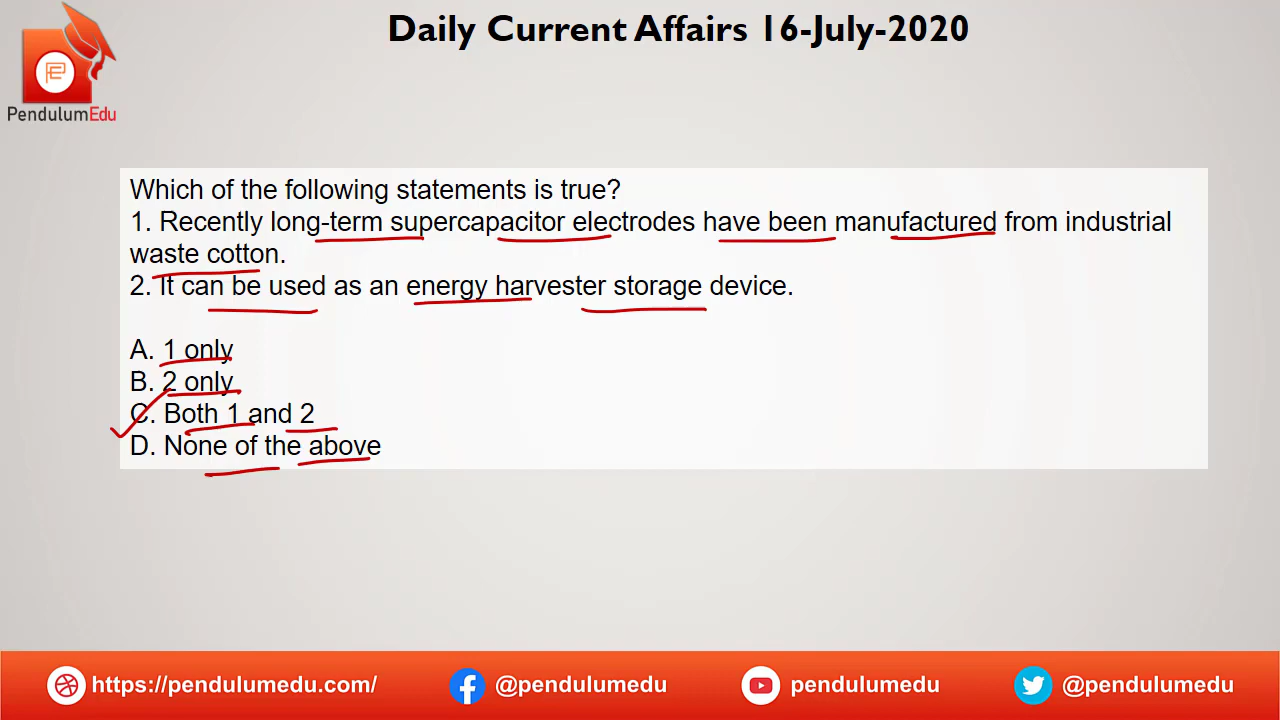 Daily Current Affairs 16-July-2020
PendulumEdu
Which of the following statements is true?
1. Recently long-term supercapacitor electrodes have been manufactured from industrial
waste cotton.
2. It can be used as an energy harvester storage device.
A. 1 only
B. 2 only
C. Both 1 and 2
D. None of the above
https://pendulumedu.com/ @pendulumedu pendulumedu @pendulumedu